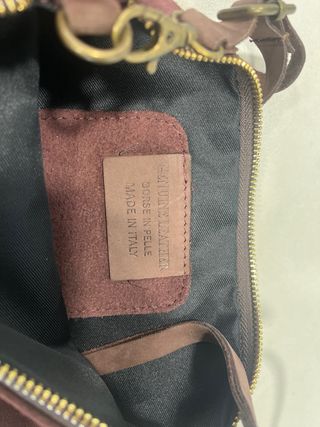 GENUINE LEATHER
BORSE IN PELLE
MADE IN ITALY